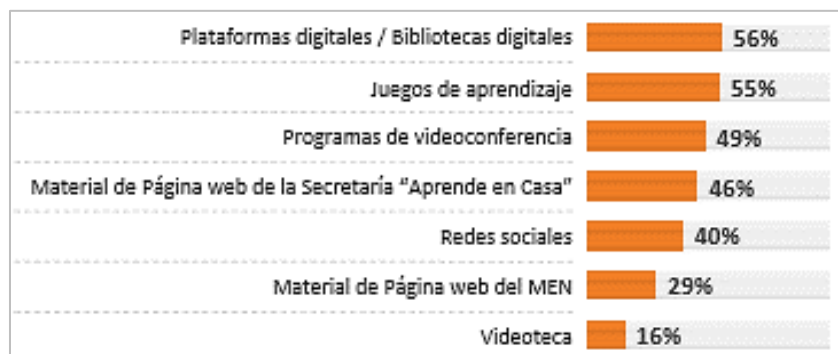 Plataformas digitales / Bibliotecas digitales 56%
Juegos de aprendizaje 55%
Programas de videoconferencia 49%
Material de Página web de la Secretaría "Aprende en Casa" 46%
Redes sociales 40%
Material de Página web del MEN 29%
Videoteca 16%